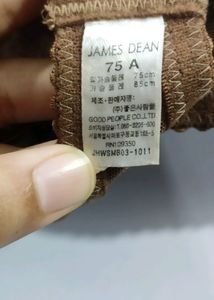 JAMES DEAN
75 A
밑가슴둘레 75cm
가 슴 둘 레 85cm
제조·판매자명:
(주)좋은사람들
GOOD PEOPLE CO.,LTD
RN109350
JHWSMB03-1011